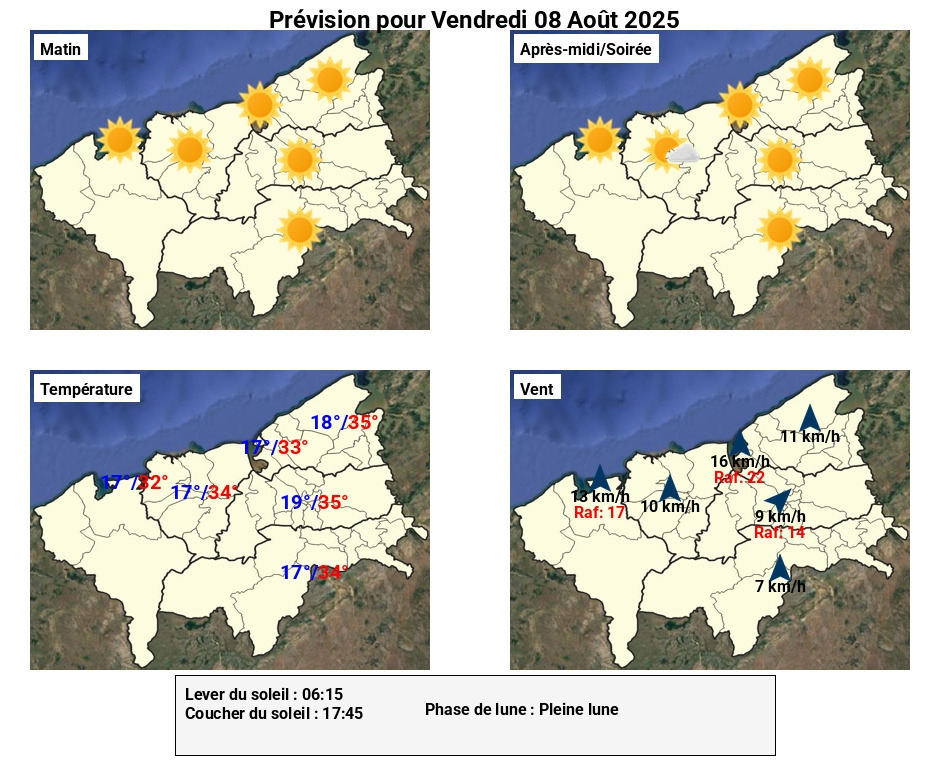 Prévision pour Vendredi 08 Août 2025
Matin
Après-midi/Soirée
Température
18°/35°
17°/33°
17°/32°
17°/34°
19°/35°
17°/34°
Vent
11 km/h
16 km/h
Raf: 22
13 km/h
Raf: 17
10 km/h
9 km/h
Raf: 14
7 km/h
Lever du soleil : 06:15
Coucher du soleil : 17:45
Phase de lune : Pleine lune